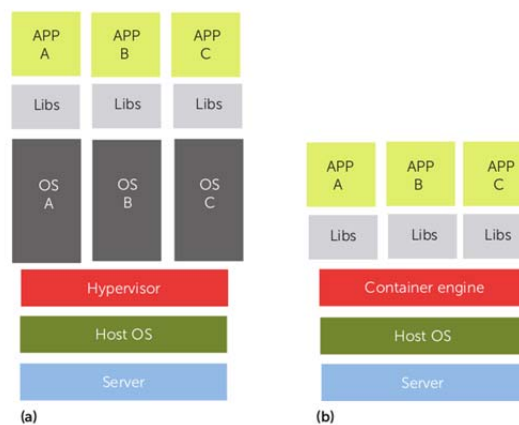 APP
A
APP
B
APP
C
Libs
Libs
Libs
OS
A
OS
B
OS
C
Hypervisor
Host OS
Server
(a)
APP
A
APP
B
APP
C
Libs
Libs
Libs
Container engine
Host OS
Server
(b)